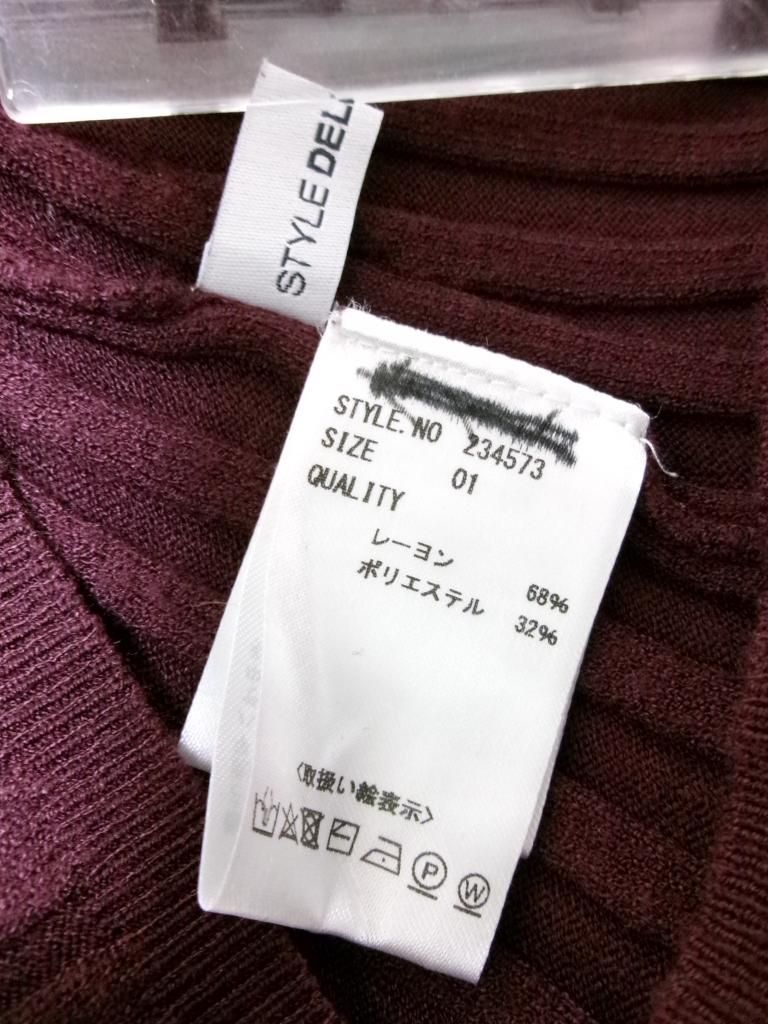 STYLE DEL
STYLE.NO 234573
SIZE 01
QUALITY
レーヨン 68%
ポリエステル 32%
〈取扱い絵表示〉
P W